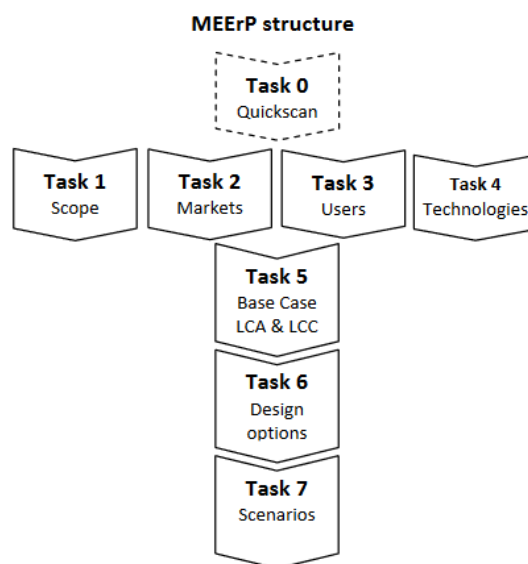 MEErP structure
Task 0
Quickscan
Task 1
Scope
Task 2
Markets
Task 3
Users
Task 4
Technologies
Task 5
Base Case
LCA & LCC
Task 6
Design
options
Task 7
Scenarios